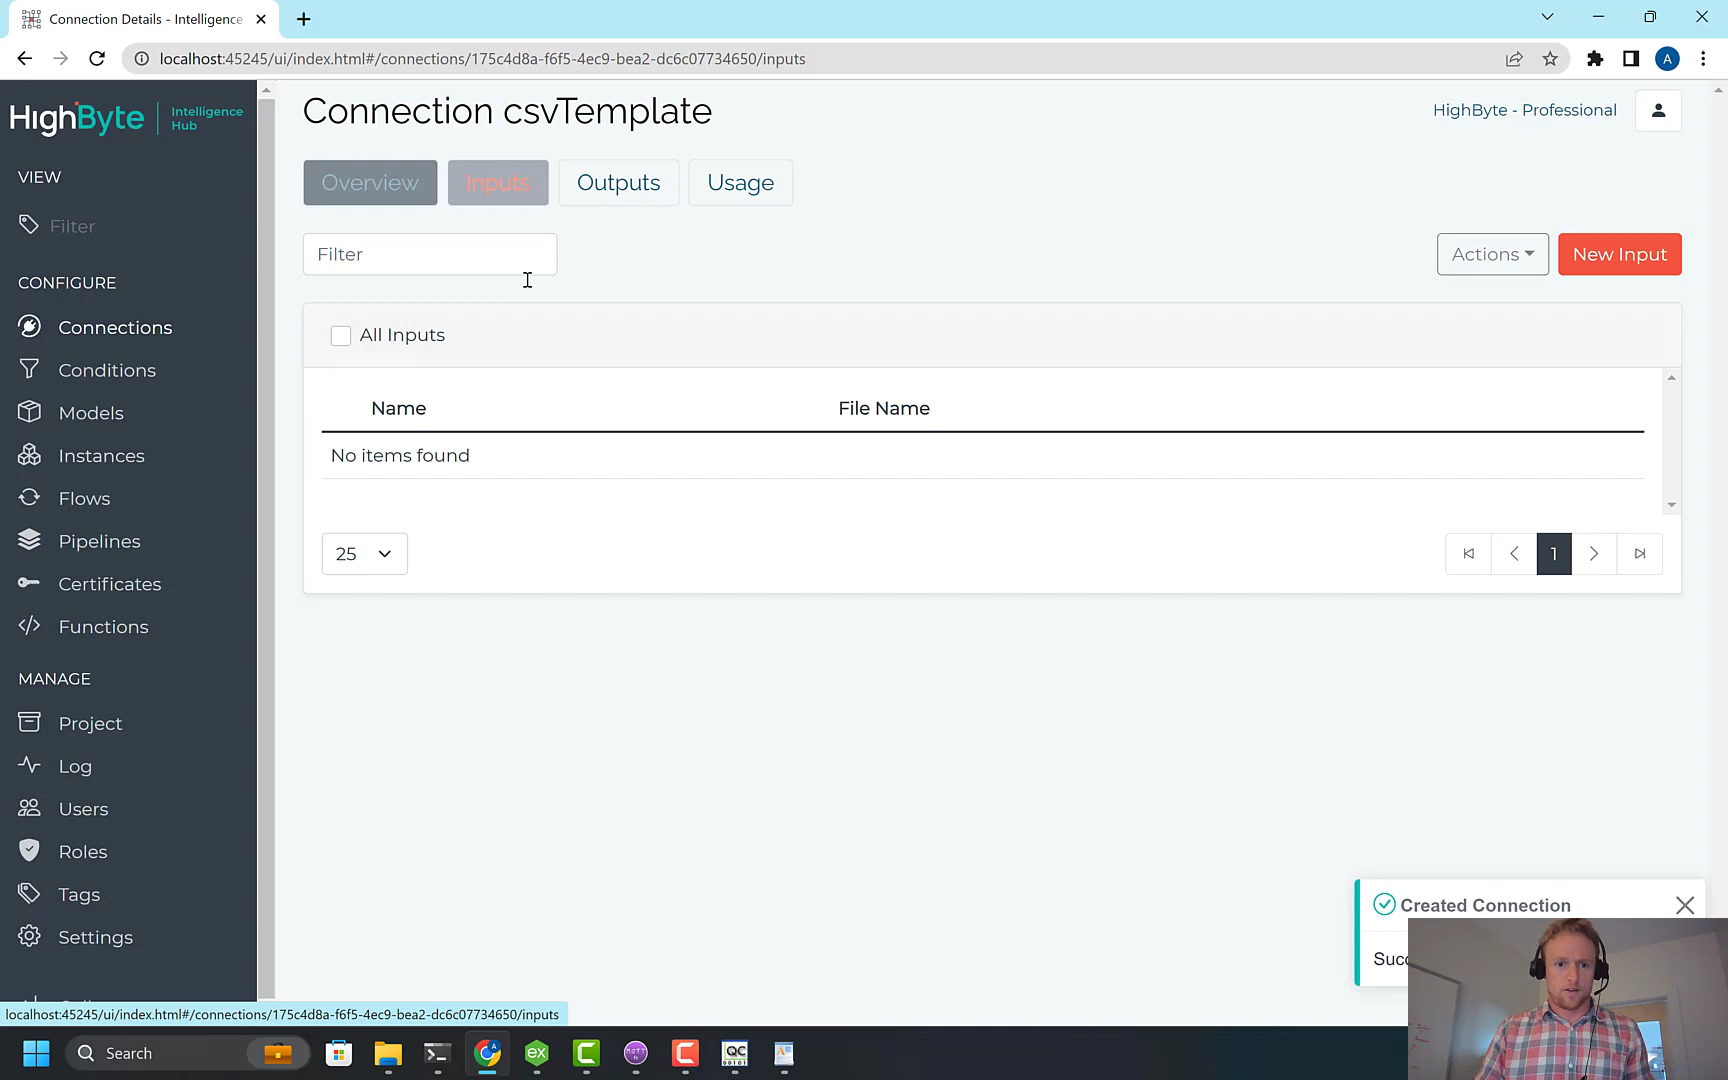 Connection Details - Intelligence
localhost:45245/ui/index.html#/connections/175c4d8a-f6f5-4ec9-bea2-dc6c07734650/inputs
A
HighByte
Intelligence
Hub
Connection csvTemplate
HighByte - Professional
VIEW
Overview
Inputs
Outputs
Usage
Filter
Filter
Actions
New Input
CONFIGURE
Connections
Conditions
Models
Instances
Flows
Pipelines
Certificates
Functions
All Inputs
Name
File Name
No items found
25
1
MANAGE
Project
Log
Users
Roles
Tags
Settings
Created Connection
Succ
localhost:45245/ui/index.html#/connections/175c4d8a-f6f5-4ec9-bea2-dc6c07734650/inputs
Search
ex
QC